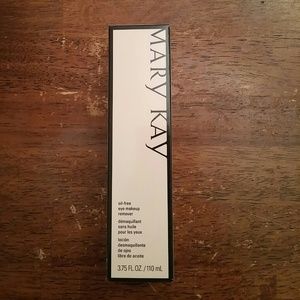 MARY KAY
oil-free
eye makeup
remover
démaquillant
sans huile
pour les yeux
loción
desmaquillante
de ojos
libre de aceite
3.75 FL. OZ. / 110 mL